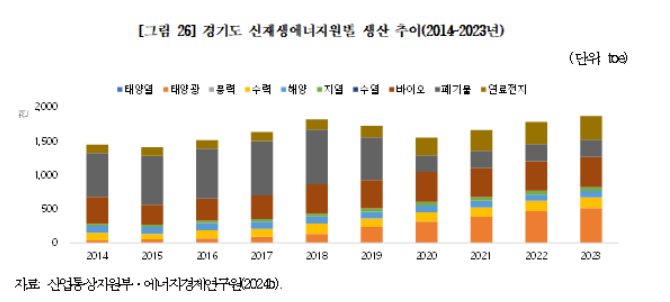 [그림 26] 경기도 신재생에너지원별 생산 추이(2014-2023년)
(단위: toe)
태양열 태양광 풍력 수력 해양 지열 수열 바이오 폐기물 연료전지
천
2000
1,500
1,000
500
0
2014 2015 2016 2017 2018 2019 2020 2021 2022 2023
자료: 산업통상자원부·에너지경제연구원(2024b).